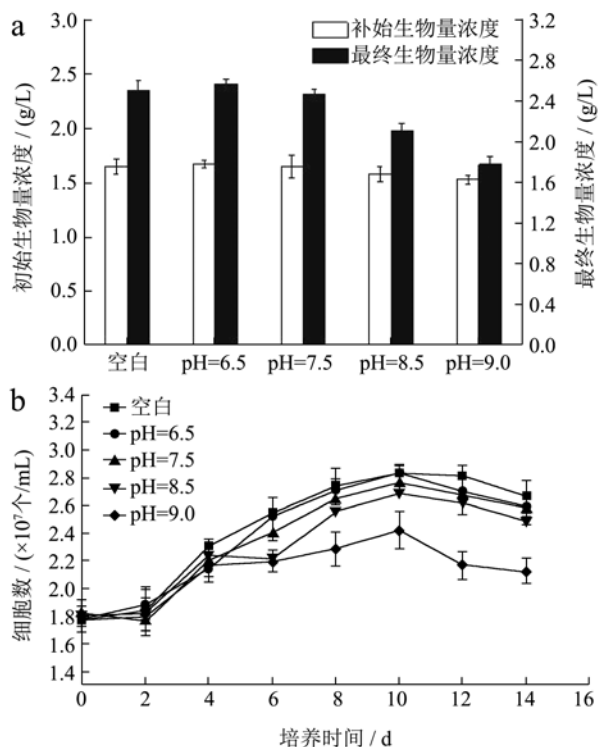 a
补始生物量浓度
最终生物量浓度
初始生物量浓度 / (g/L)
3.0
2.5
2.0
1.5
1.0
0.5
0.0
最终生物量浓度 / (g/L)
3.2
2.8
2.4
2.0
1.6
1.2
0.8
0.4
0.0
空白 pH=6.5 pH=7.5 pH=8.5 pH=9.0
b
空白
pH=6.5
pH=7.5
pH=8.5
pH=9.0
细胞数 / (×10⁷个/mL)
3.4
3.2
3.0
2.8
2.6
2.4
2.2
2.0
1.8
1.6
1.4
0 2 4 6 8 10 12 14 16
培养时间 / d